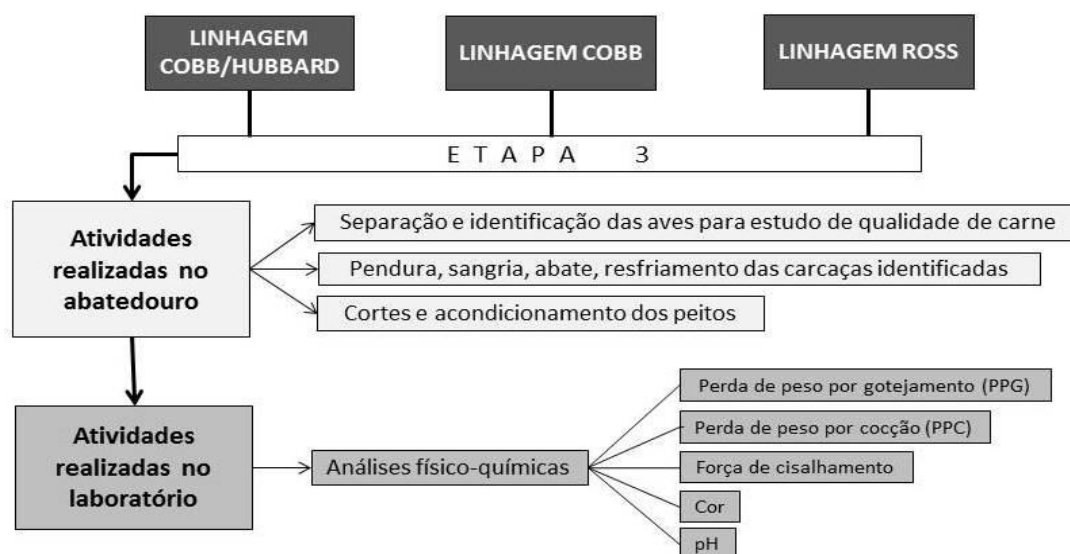 LINHAGEM
COBB/HUBBARD
LINHAGEM COBB
LINHAGEM ROSS
ETAPA 3
Atividades
realizadas no
abatedouro
Separação e identificação das aves para estudo de qualidade de carne
Pendura, sangria, abate, resfriamento das carcaças identificadas
Cortes e acondicionamento dos peitos
Atividades
realizadas no
laboratório
Análises físico-químicas
Perda de peso por gotejamento (PPG)
Perda de peso por cocção (PPC)
Força de cisalhamento
Cor
pH